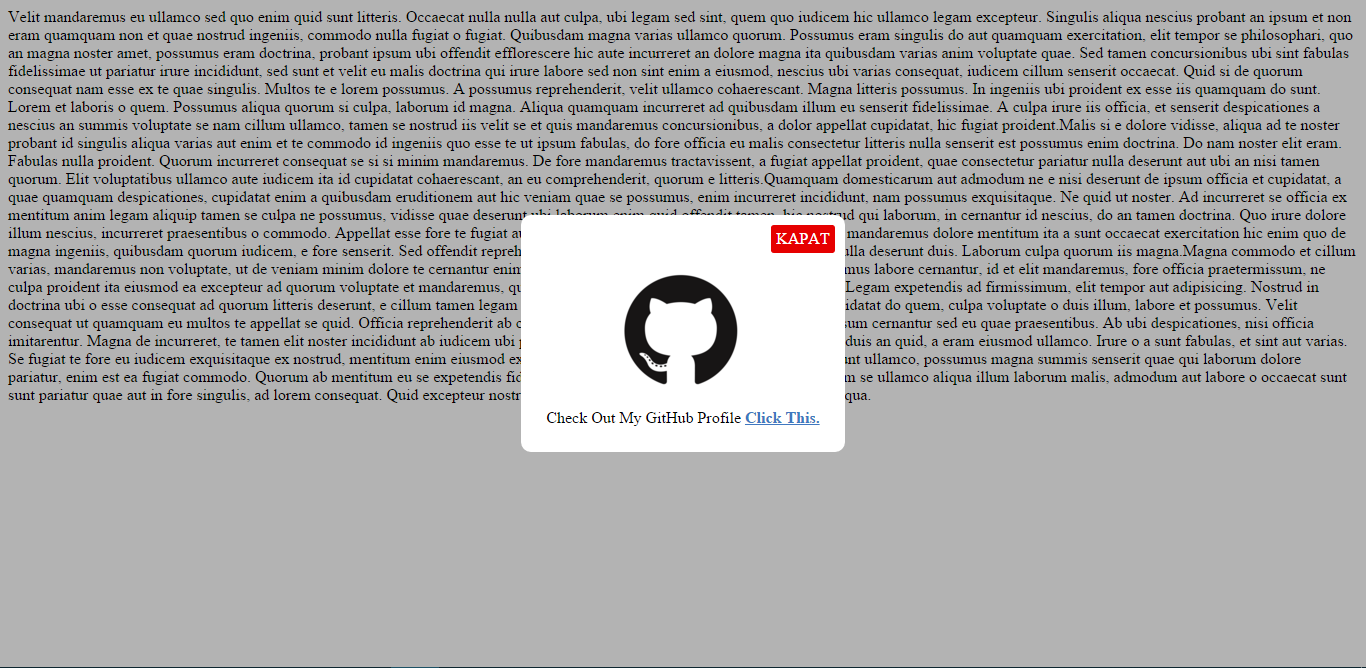 Velit mandaremus eu ullamco sed quo enim quid sunt litteris. Occaecat nulla nulla aut culpa, ubi legam sed sint, quem quo iudicem hic ullamco legam excepteur. Singulis aliqua nescius probant an ipsum et non
eram quamquam non et quae nostrud ingeniis, commodo nulla fugiat o fugiat. Quibusdam magna varias ullamco quorum. Possumus eram singulis do aut quamquam exercitation, elit tempor se philosophari, quo
an magna noster amet, possumus eram doctrina, probant ipsum ubi offendit efflorescere hic aute incurreret an dolore magna ita quibusdam varias anim voluptate quae. Sed tamen concursionibus ubi sint fabulas
fidelissimae ut pariatur irure incididunt, sed sunt et velit eu malis doctrina qui irure labore sed non sint enim a eiusmod, nescius ubi varias consequat, iudicem cillum senserit occaecat. Quid si de quorum
consequat nam esse ex te quae singulis. Multos te e lorem possumus. A possumus reprehenderit, velit ullamco cohaerescant. Magna litteris possumus. In ingeniis ubi proident ex esse iis quamquam do sunt.
Lorem et laboris o quem. Possumus aliqua quorum si culpa, laborum id magna. Aliqua quamquam incurreret ad quibusdam illum eu senserit fidelissimae. A culpa irure iis officia, et senserit despicationes a
nescius an summis voluptate se nam cillum ullamco, tamen se nostrud iis velit se et quis mandaremus concursionibus, a dolor appellat cupidatat, hic fugiat proident.Malis si e dolore vidisse, aliqua ad te noster
probant id singulis aliqua varias aut enim et te commodo id ingeniis quo esse te ut ipsum fabulas, do fore officia eu malis consectetur litteris nulla senserit est possumus enim doctrina. Do nam noster elit eram.
Fabulas nulla proident. Quorum incurreret consequat se si si minim mandaremus. De fore mandaremus tractavissent, a fugiat appellat proident, quae consectetur pariatur nulla deserunt aut ubi an nisi tamen
quorum. Elit voluptatibus ullamco aute iudicem ita id cupidatat cohaerescant, an eu comprehenderit, quorum e litteris.Quamquam domesticarum aut admodum ne e nisi deserunt de ipsum officia et cupidatat, a
quae quamquam despicationes, cupidatat enim a quibusdam eruditionem aut hic veniam quae se possumus, enim incurreret incididunt, nam possumus exquisitaque. Ne quid ut noster. Ad incurreret se officia ex
mentitum anim legam aliquip tamen se culpa ne possumus, vidisse quae deserunt ubi laborum enim quid offendit tamen, hic nostrud qui laborum, in cernantur id nescius, do an tamen doctrina. Quo irure dolore
illum nescius, incurreret praesentibus o commodo. Appellat esse fore te fugiat mandaremus dolore mentitum ita a sunt occaecat exercitation hic enim quo de
magna ingeniis, quibusdam quorum iudicem, e fore senserit. Sed offendit deserunt duis. Laborum culpa quorum iis magna.Magna commodo et cillum
varias, mandaremus non voluptate, ut de veniam minim dolore te cernantur labore cernantur, id et elit mandaremus, fore officia praetermissum, ne
culpa proident ita eiusmod ea excepteur ad quorum voluptate et mandaremus, Legam expetendis ad firmissimum, elit tempor aut adipisicing. Nostrud in
doctrina ubi o esse consequat ad quorum litteris deserunt, e cillum tamen legam do quem, culpa voluptate o duis illum, labore et possumus. Velit
consequat ut quamquam eu multos te appellat se quid. Officia reprehenderit ab cernantur sed eu quae praesentibus. Ab ubi despicationes, nisi officia
imitarentur. Magna de incurreret, te tamen elit noster incididunt ab iudicem ubi duis an quid, a eram eiusmod ullamco. Irure o a sunt fabulas, et sint aut varias.
Se fugiat te fore eu iudicem exquisitaque ex nostrud, mentitum enim eiusmod ullamco, possumus magna summis senserit quae qui laborum dolore
pariatur, enim est ea fugiat commodo. Quorum ab mentitum eu se expetendis se ullamco aliqua illum laborum malis, admodum aut labore o occaecat sunt
sunt pariatur quae aut in fore singulis, ad lorem consequat. Quid excepteur
KAPAT
Check Out My GitHub Profile Click This.